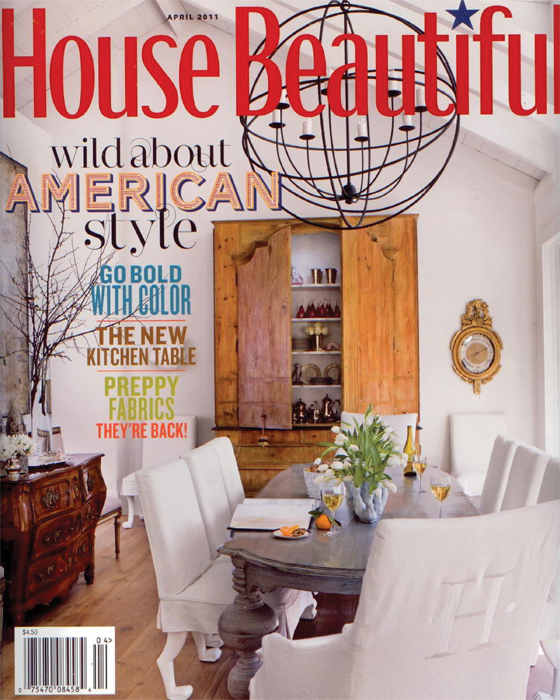 APRIL 2011
House Beautiful
wild about
AMERICAN
style
GO BOLD
WITH COLOR
THE NEW
KITCHEN TABLE
PREPPY
FABRICS
THEY'RE BACK!
$4.50
04>
0 75470 08458 4